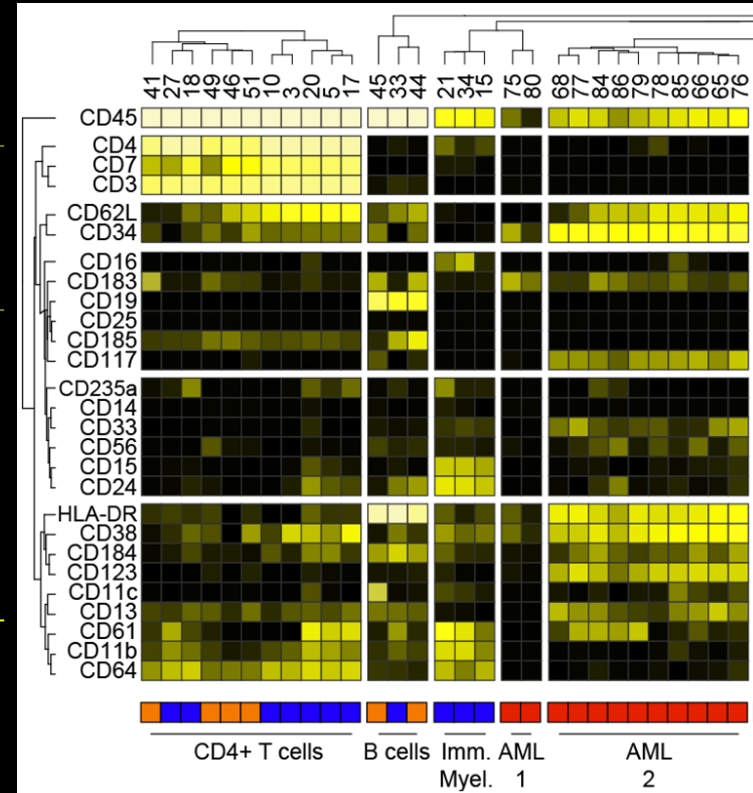 41 27 18 49 46 51 10 3 20 5 17 45 33 44 21 34 15 75 80 68 77 84 86 79 78 85 66 65 76
CD45
CD4
CD7
CD3
CD62L
CD34
CD16
CD183
CD19
CD25
CD185
CD117
CD235a
CD14
CD33
CD56
CD15
CD24
HLA-DR
CD38
CD184
CD123
CD11c
CD13
CD61
CD11b
CD64
CD4+ T cells B cells Imm. AML AML
Myel. 1 2